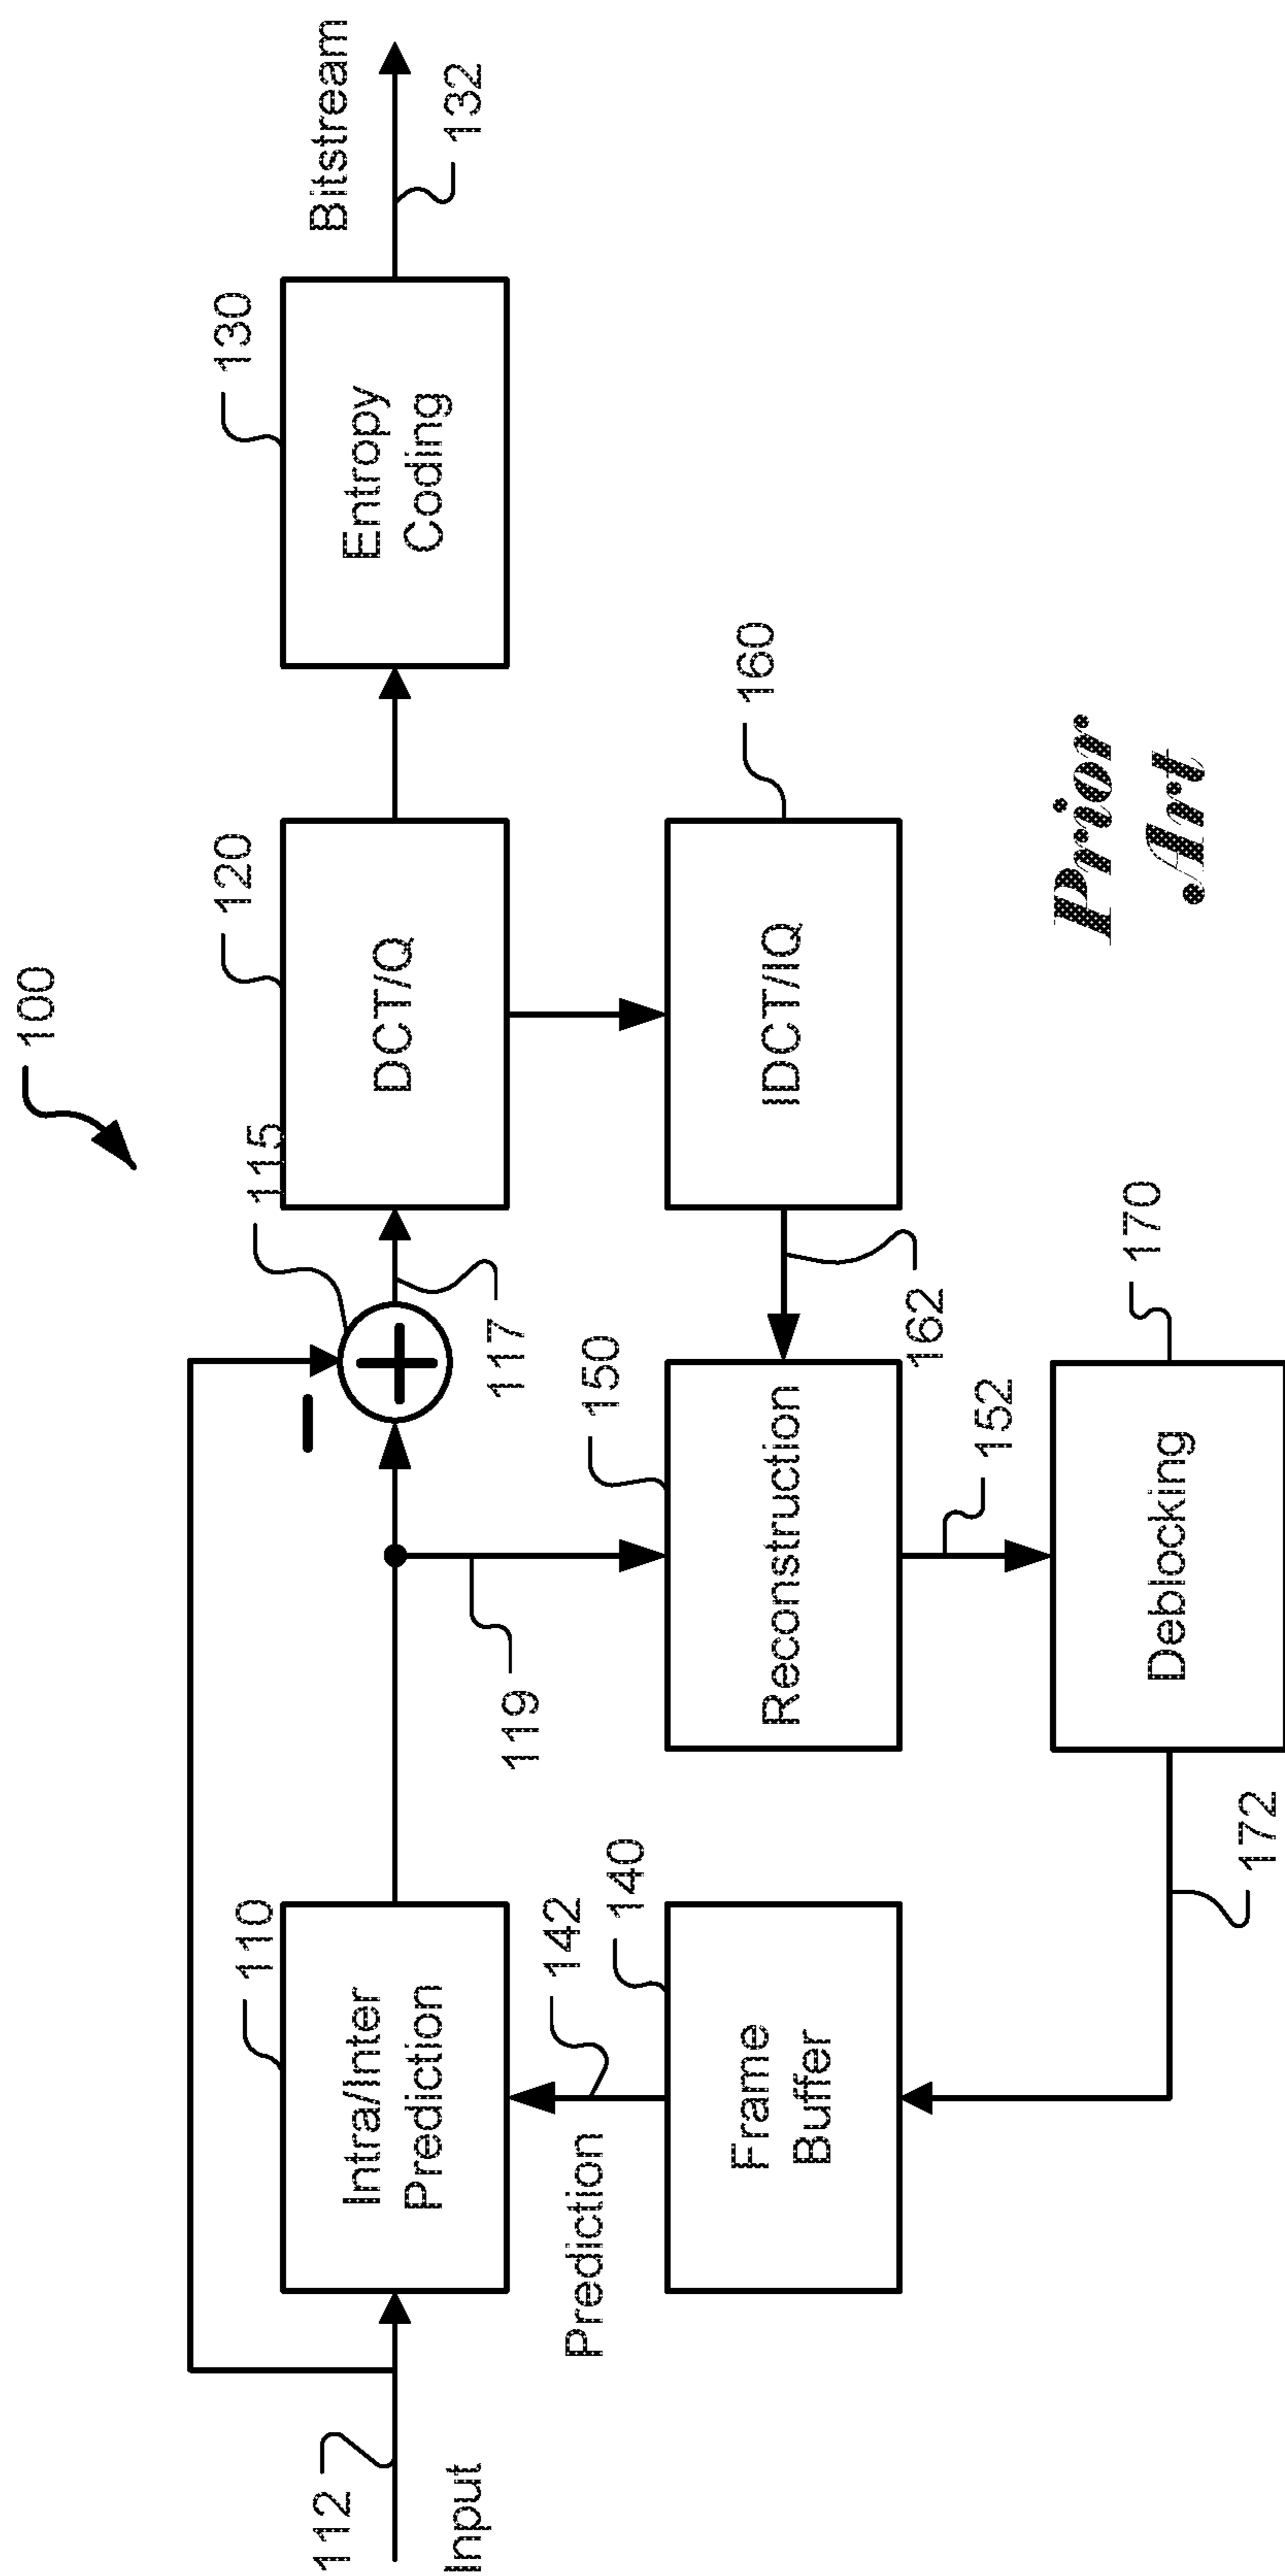 100
Input
112
Intra/Inter
Prediction
110
115
117
119
DCT/Q
120
Entropy
Coding
130
Bitstream
132
Prediction
142
Frame
Buffer
140
Reconstruction
150
162
IDCT/IQ
160
152
Deblocking
170
172
Prior
Art